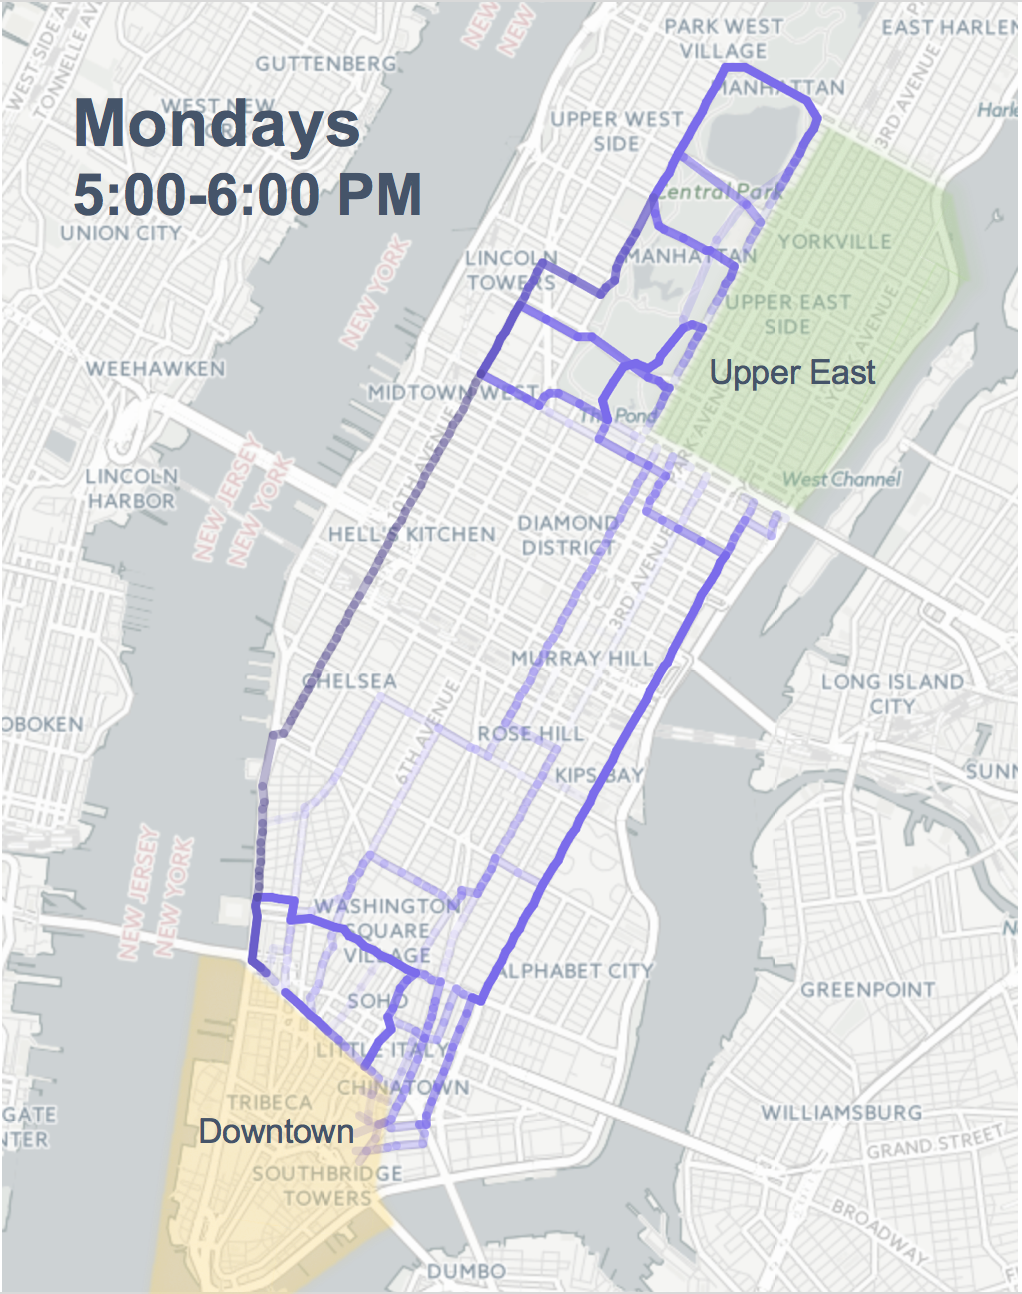 PARK WEST
VILLAGE
EAST HARLEM
WEST SIDE AV
TONNELLE AV
NEW
NEW
GUTTENBERG
MANHATTAN
3RD AVENUE
Harle
Mondays
WEST NEW
YORK
UPPER WEST
SIDE
5:00-6:00 PM
Central Park
UNION CITY
YORKVILLE
LINCOLN
TOWERS
MANHATTAN
NEW YORK
UPPER EAST
SIDE
YORK AVENUE
WEEHAWKEN
Upper East
MIDTOWN WEST
The Pond
PARK AVENUE
10TH AVENUE
LINCOLN
HARBOR
West Channel
NEW JERSEY
NEW YORK
HELL'S KITCHEN
DIAMOND
DISTRICT
3RD AVENUE
MURRAY HILL
CHELSEA
LONG ISLAND
CITY
OBOKEN
6TH AVENUE
ROSE HILL
KIPS BAY
SUNN
NEW JERSEY
NEW YORK
WASHINGTON
SQUARE
VILLAGE
N
ALPHABET CITY
GREENPOINT
SOHO
LITTLE ITALY
CHINATOWN
TRIBECA
GATE
NTER
WILLIAMSBURG
Downtown
GRAND STREET
SOUTHBRIDGE
TOWERS
BROADWAY
DUMBO